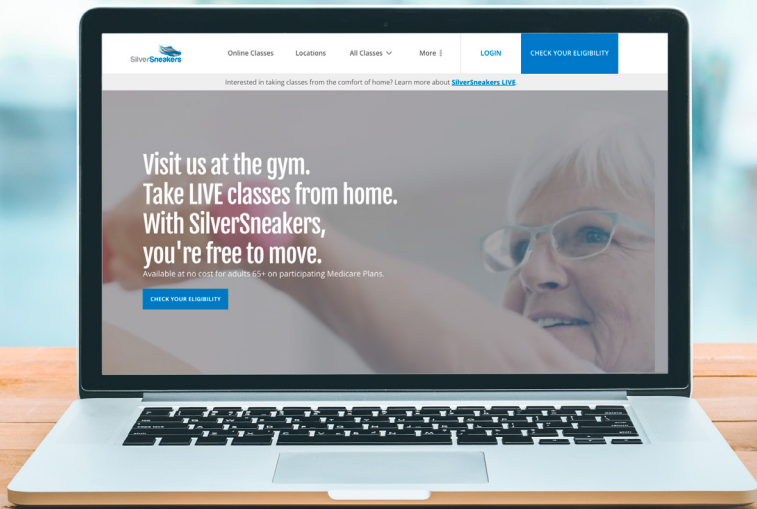 SilverSneakers
Online Classes
Locations
All Classes
More
LOGIN
CHECK YOUR ELIGIBILITY
Interested in taking classes from the comfort of home? Learn more about SilverSneakers LIVE.
Visit us at the gym.
Take LIVE classes from home.
With SilverSneakers,
you're free to move.
Available at no cost for adults 65+ on participating Medicare Plans.
CHECK YOUR ELIGIBILITY